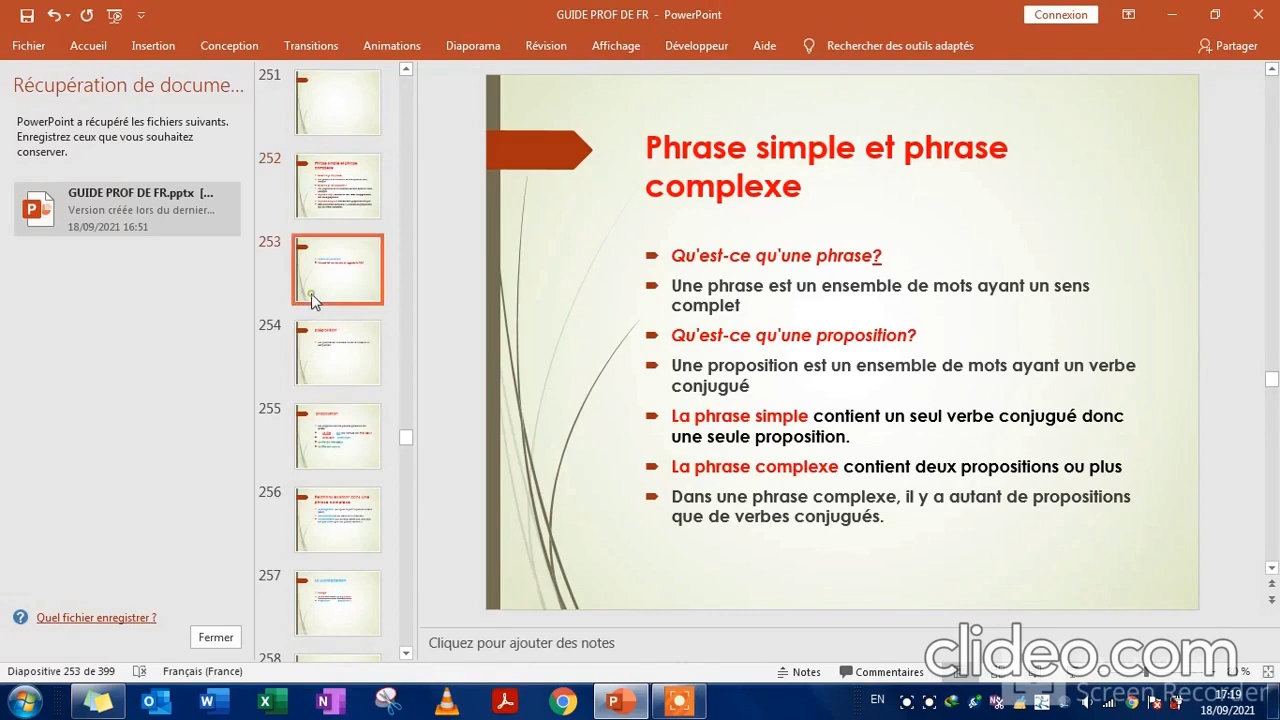 GUIDE PROF DE FR - PowerPoint
Connexion
Fichier Accueil Insertion Conception Transitions Animations Diaporama Révision Affichage Développeur Aide Rechercher des outils adaptés Partager
Récupération de docume...
PowerPoint a récupéré les fichiers suivants.
Enregistrez ceux que vous souhaitez
conserver.
GUIDE PROF DE FR.pptx [...
Version créée lors du dernier...
18/09/2021 16:51
Quel fichier enregistrer ?
Fermer
251
252
253
254
255
256
257
258
Phrase simple et phrase
complexe
Qu'est-ce qu'une phrase?
Une phrase est un ensemble de mots ayant un sens
complet
Qu'est-ce qu'une proposition?
Une proposition est un ensemble de mots ayant un verbe
conjugué
La phrase simple contient un seul verbe conjugué donc
une seule proposition.
La phrase complexe contient deux propositions ou plus
Dans une phrase complexe, il y a autant de propositions
que de verbes conjugués.
Cliquez pour ajouter des notes
clideo.com
Diapositive 253 de 399 Français (France) Notes Commentaires
Screen Recorder
EN
17:19
18/09/2021